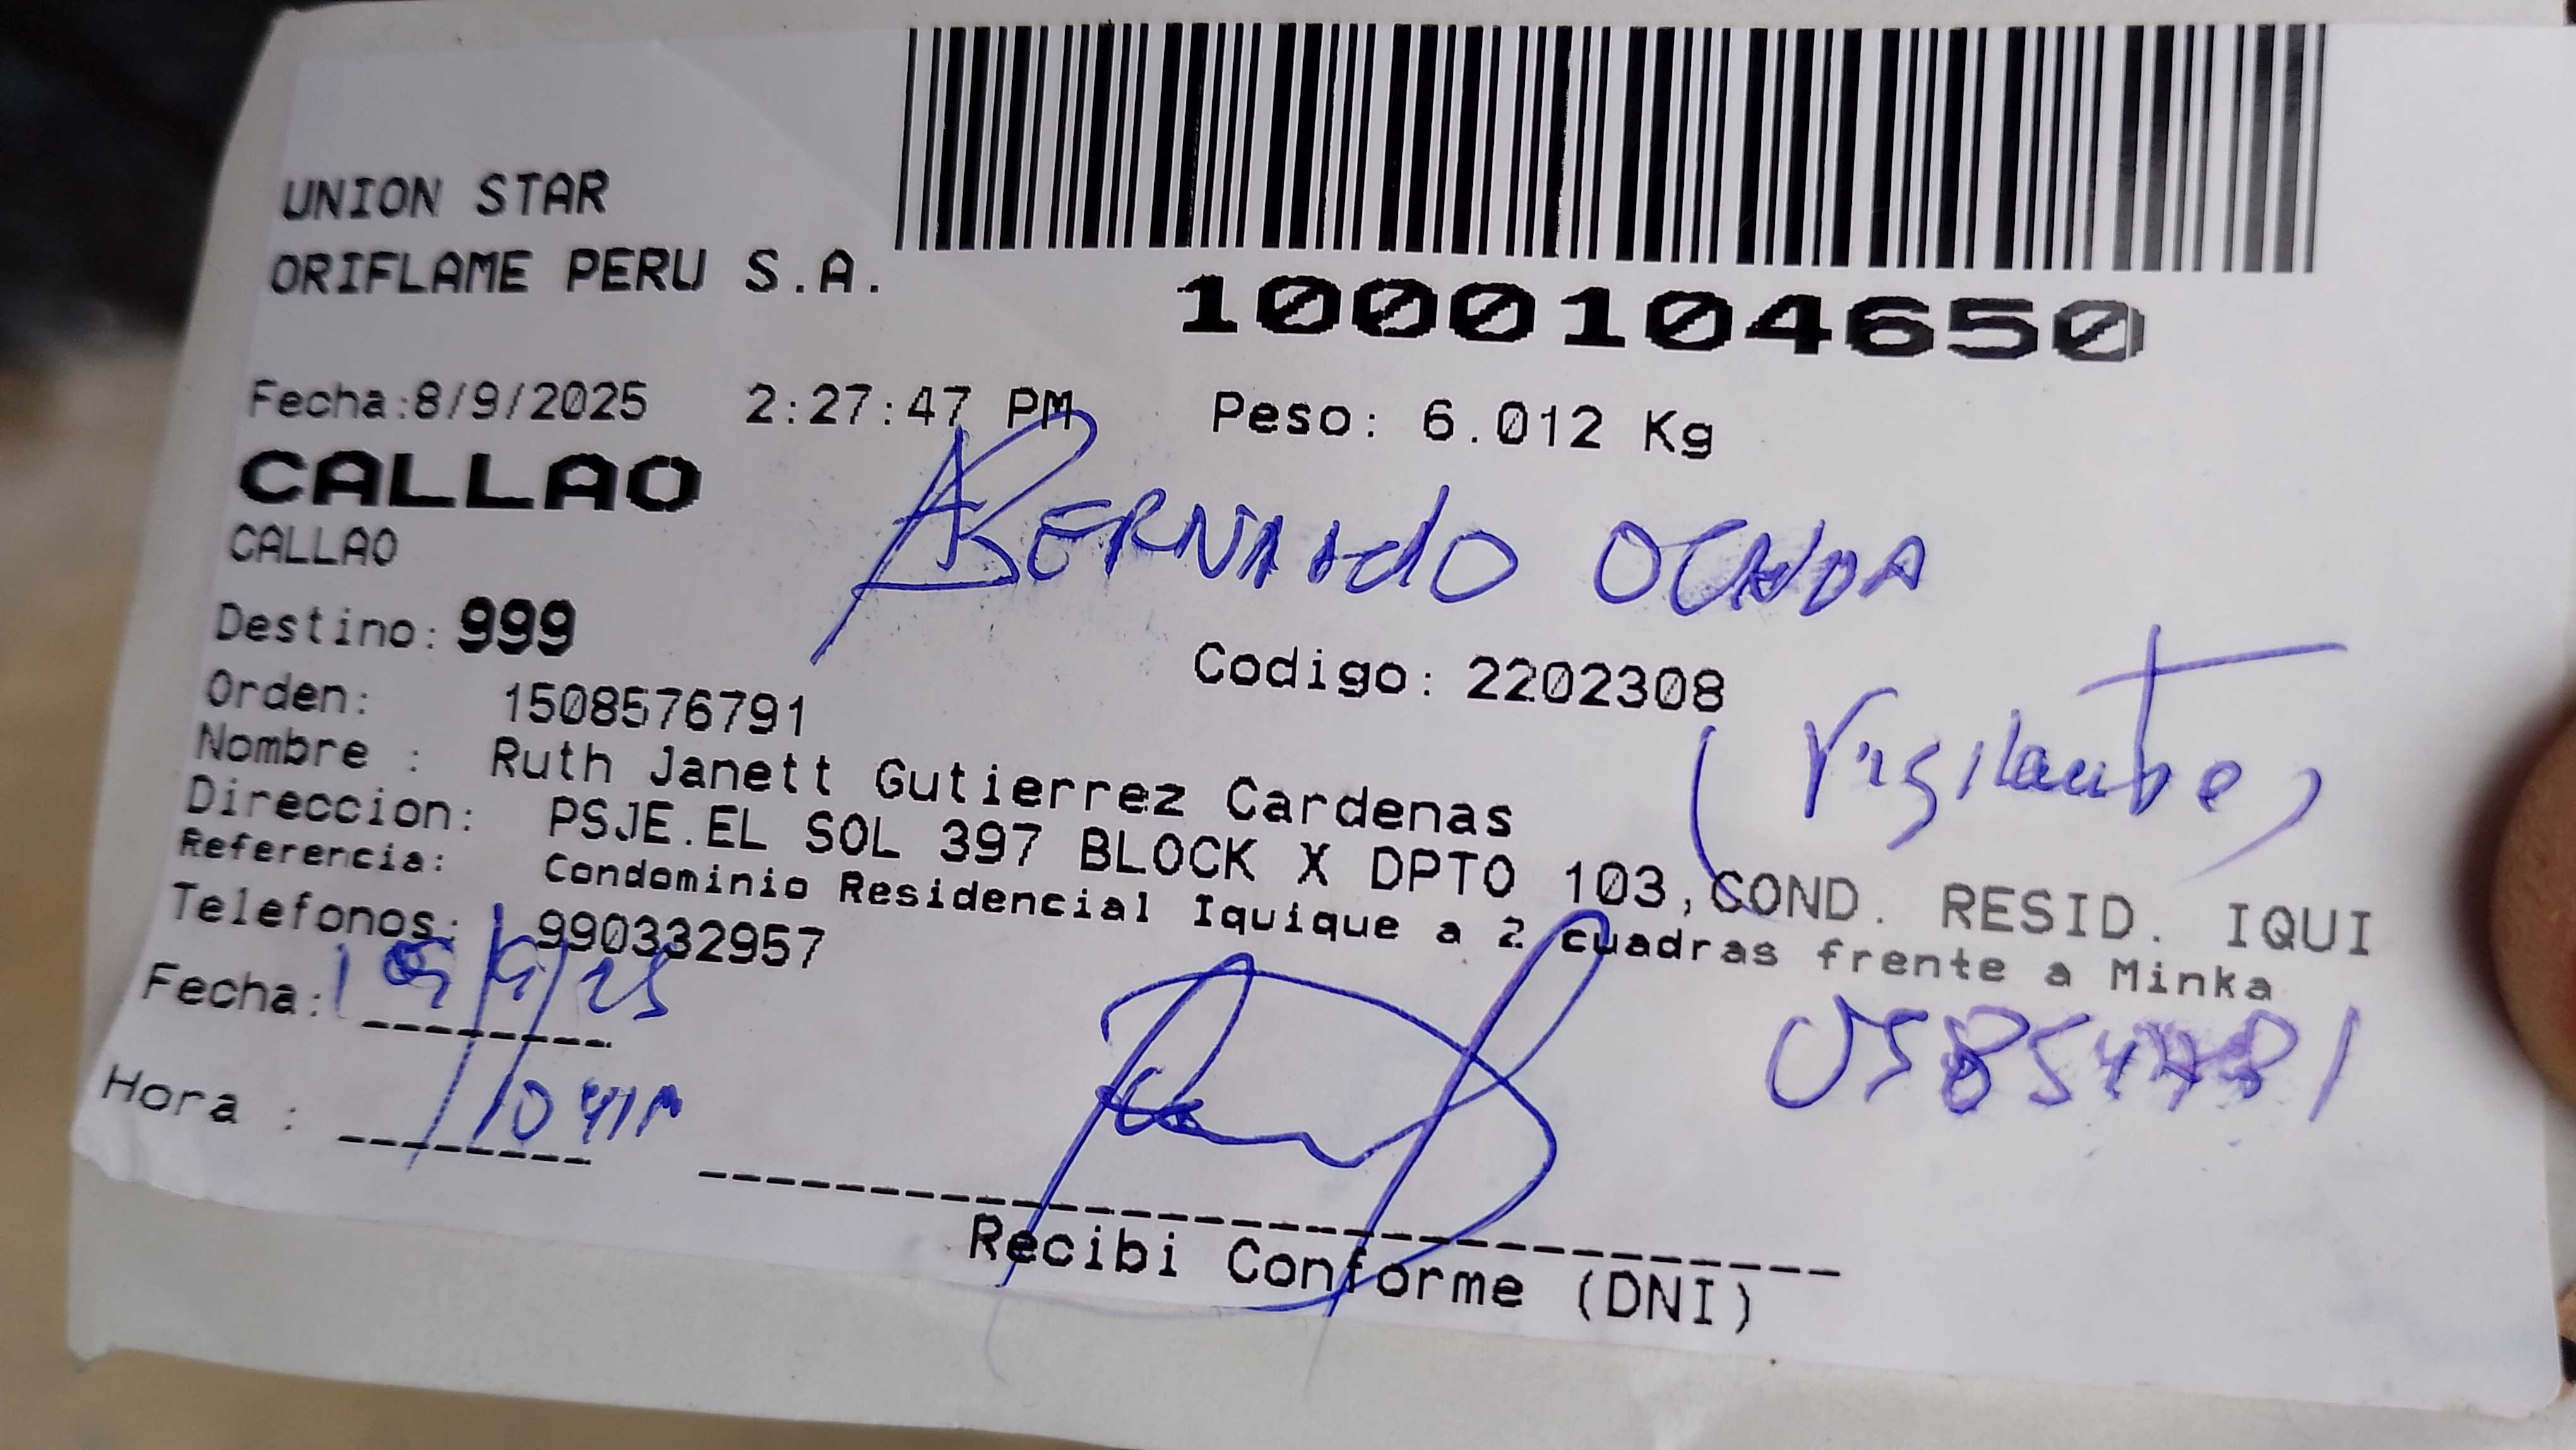 UNION STAR
ORIFLAME PERU S.A.
1000104650
Fecha:8/9/2025 2:27:47 PM Peso: 6.012 Kg
CALLAO
BERNARDO OCHOA
CALLAO
Destino: 999
Codigo: 2202308
Orden: 1508576791
(Vigilante)
Nombre : Ruth Janett Gutierrez Cardenas
Direccion: PSJE.EL SOL 397 BLOCK X DPTO 103,COND. RESID. IQUI
Referencia: Condominio Residencial Iquique a 2 cuadras frente a Minka
Telefonos: 990332957
Fecha: /9/25
Hora :
Recibi Conforme (DNI)